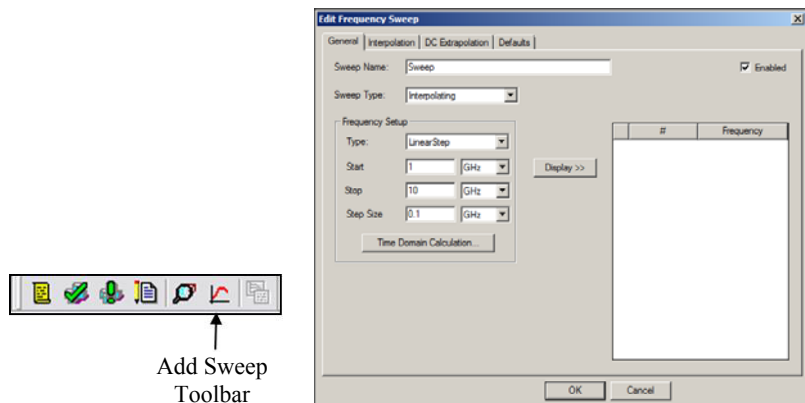 Edit Frequency Sweep
General Interpolation DC Extrapolation Defaults
Sweep Name: Sweep Enabled
Sweep Type: Interpolating
Frequency Setup
Type: LinearStep
Start 1 GHz
Stop 10 GHz
Step Size 0.1 GHz
Time Domain Calculation...
Display >>
# Frequency
OK Cancel
Add Sweep
Toolbar